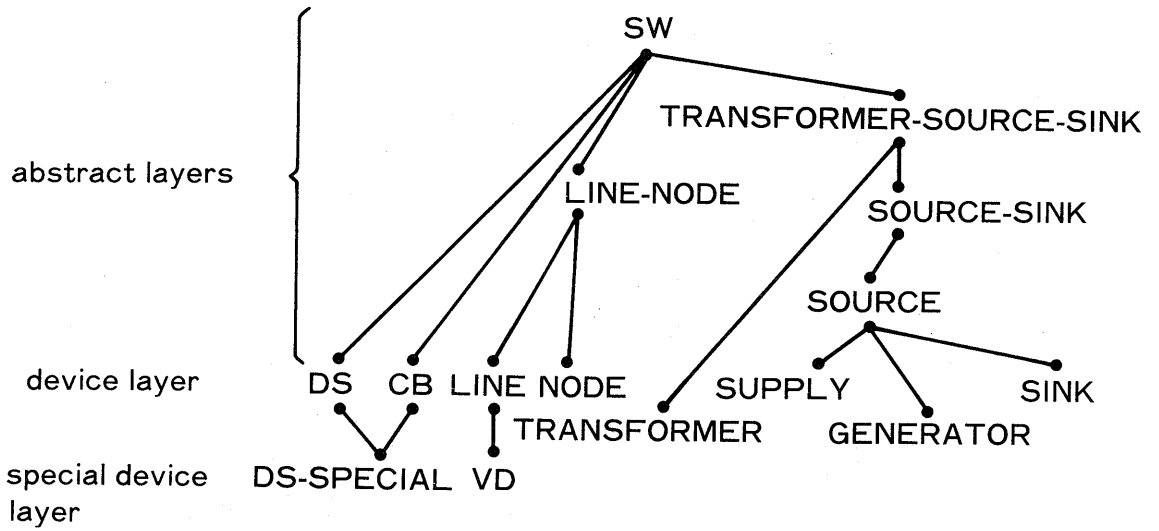 SW
TRANSFORMER-SOURCE-SINK
abstract layers
LINE-NODE
SOURCE-SINK
SOURCE
device layer
DS CB LINE NODE SUPPLY SINK
TRANSFORMER GENERATOR
special device
layer
DS-SPECIAL VD